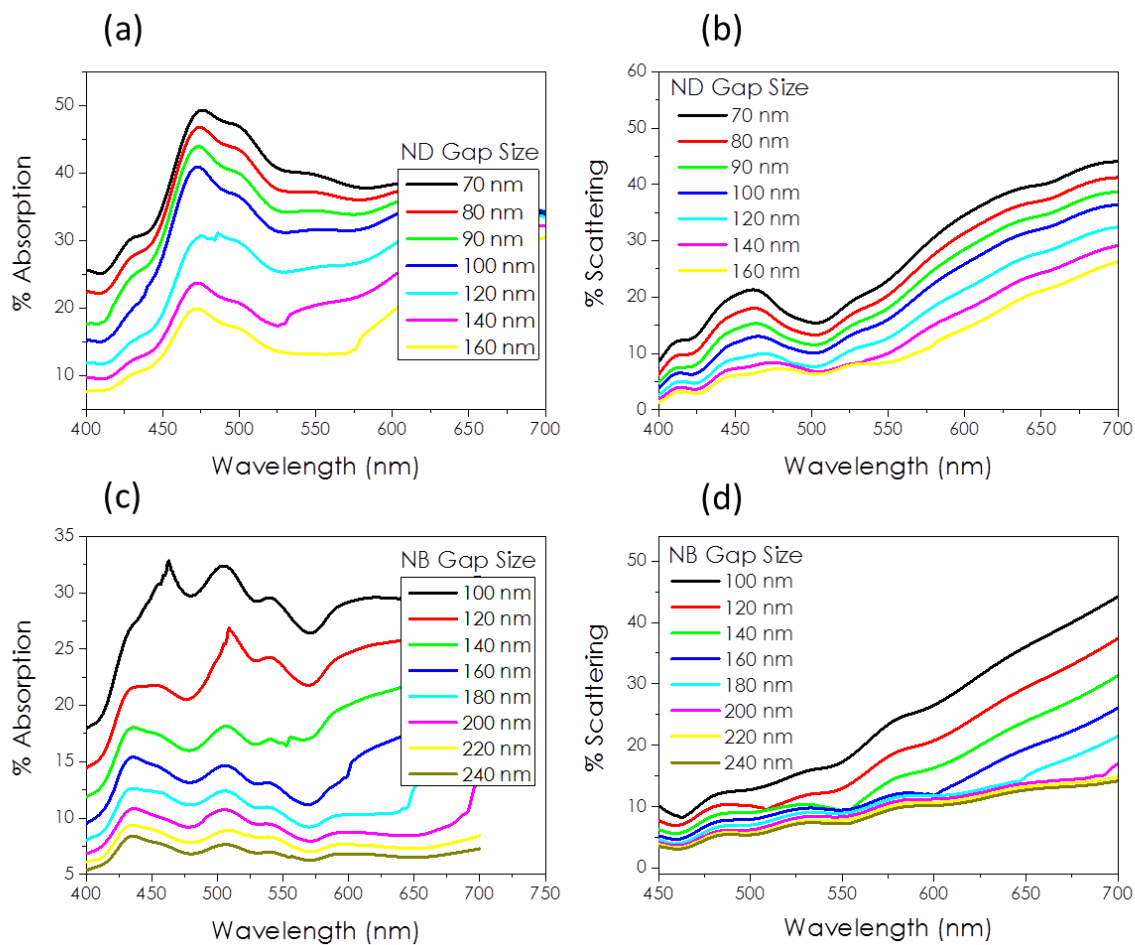 (a)
50
40
30
20
10
% Absorption
400
450
500
550
600
650
700
Wavelength (nm)
ND Gap Size
70 nm
80 nm
90 nm
100 nm
120 nm
140 nm
160 nm
(b)
60
50
40
30
20
10
0
% Scattering
400
450
500
550
600
650
700
Wavelength (nm)
ND Gap Size
70 nm
80 nm
90 nm
100 nm
120 nm
140 nm
160 nm
(c)
35
30
25
20
15
10
5
% Absorption
400
450
500
550
600
650
700
750
Wavelength (nm)
NB Gap Size
100 nm
120 nm
140 nm
160 nm
180 nm
200 nm
220 nm
240 nm
(d)
50
40
30
20
10
0
% Scattering
450
500
550
600
650
700
Wavelength (nm)
NB Gap Size
100 nm
120 nm
140 nm
160 nm
180 nm
200 nm
220 nm
240 nm